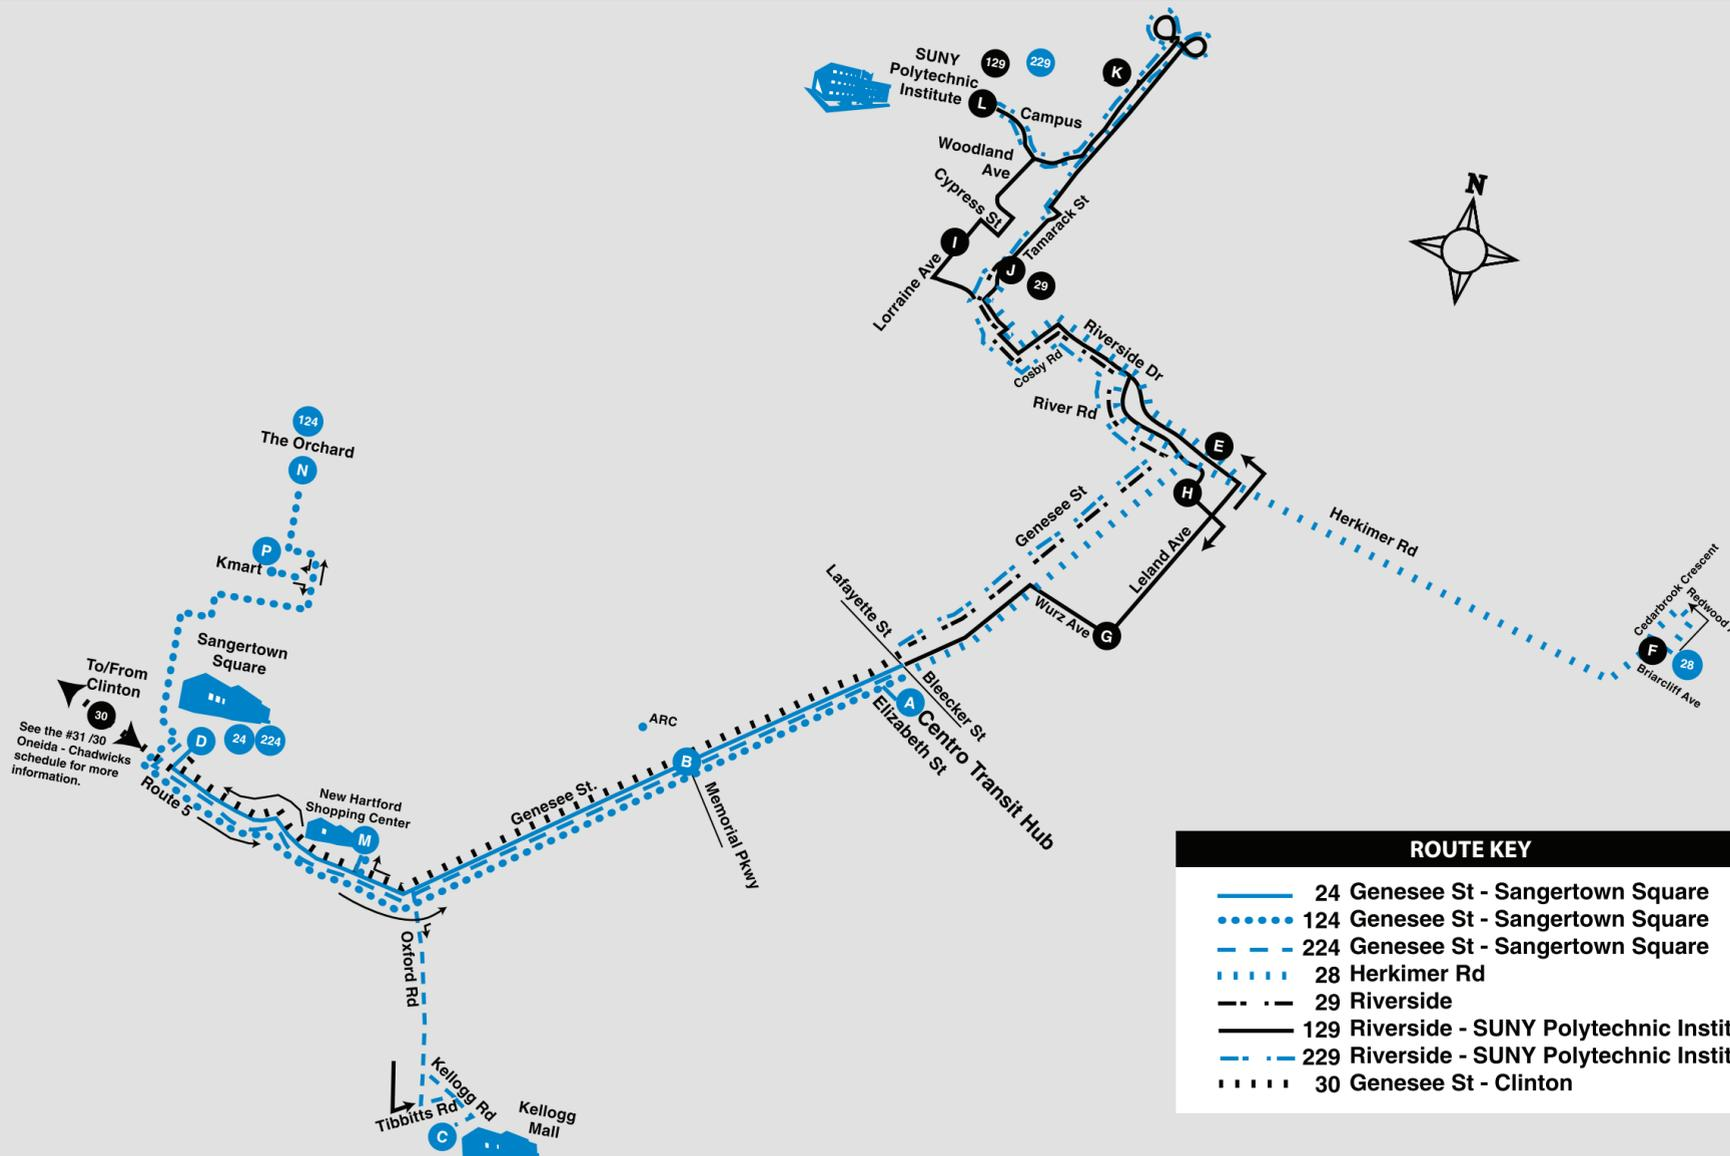 SUNY
Polytechnic
Institute
129
229
K
L
Campus
Woodland
Ave
Cypress St
N
I
Tamarack St
J
29
Lorraine Ave
Riverside Dr
Cosby Rd
River Rd
124
The Orchard
N
E
H
Genesee St
Herkimer Rd
Leland Ave
P
Kmart
Lafayette St
Wurz Ave
G
Cedarbrook Crescent
Redwood
F
28
Briarcliff Ave
Sangertown
Square
To/From
Clinton
30
See the #31 /30
Oneida - Chadwicks
schedule for more
information.
D
24
224
ARC
Bleecker St
A
Centro Transit Hub
Elizabeth St
B
Memorial Pkwy
Genesee St.
Route 5
New Hartford
Shopping Center
M
Oxford Rd
Kellogg Rd
Tibbitts Rd
C
Kellogg
Mall
ROUTE KEY
24 Genesee St - Sangertown Square
124 Genesee St - Sangertown Square
224 Genesee St - Sangertown Square
28 Herkimer Rd
29 Riverside
129 Riverside - SUNY Polytechnic Instit
229 Riverside - SUNY Polytechnic Instit
30 Genesee St - Clinton